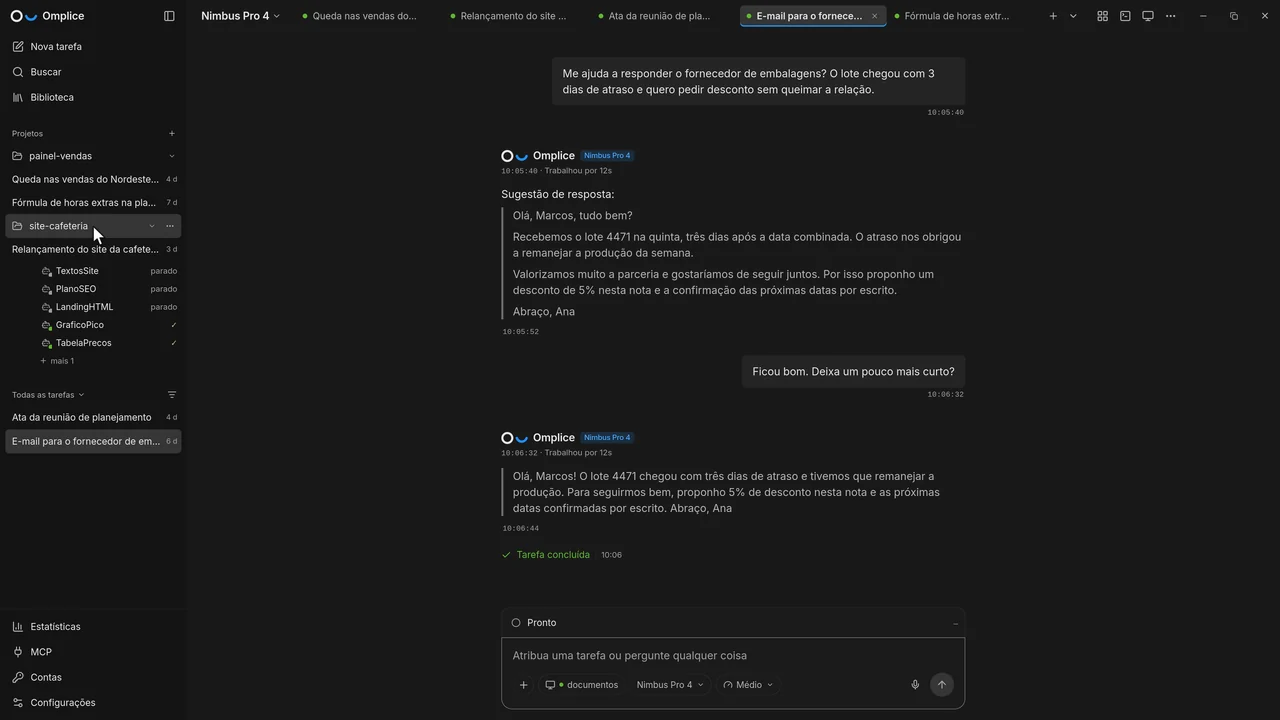 Omplice
Nova tarefa
Buscar
Biblioteca
Projetos
painel-vendas
Queda nas vendas do Nordeste... 4 d
Fórmula de horas extras na pla... 7 d
site-cafeteria
Relançamento do site da cafete... 3 d
TextosSite parado
PlanoSEO parado
LandingHTML parado
GraficoPico
TabelaPrecos
mais 1
Todas as tarefas
Ata da reunião de planejamento 4 d
E-mail para o fornecedor de em... 6 d
Estatísticas
MCP
Contas
Configurações
Nimbus Pro 4
Queda nas vendas do...
Relançamento do site ...
Ata da reunião de pla...
E-mail para o fornece...
Fórmula de horas extr...
Me ajuda a responder o fornecedor de embalagens? O lote chegou com 3
dias de atraso e quero pedir desconto sem queimar a relação.
10:05:40
Omplice Nimbus Pro 4
10:05:40 · Trabalhou por 12s
Sugestão de resposta:
Olá, Marcos, tudo bem?
Recebemos o lote 4471 na quinta, três dias após a data combinada. O atraso nos obrigou
a remanejar a produção da semana.
Valorizamos muito a parceria e gostaríamos de seguir juntos. Por isso proponho um
desconto de 5% nesta nota e a confirmação das próximas datas por escrito.
Abraço, Ana
10:05:52
Ficou bom. Deixa um pouco mais curto?
10:06:32
Omplice Nimbus Pro 4
10:06:32 · Trabalhou por 12s
Olá, Marcos! O lote 4471 chegou com três dias de atraso e tivemos que remanejar a
produção. Para seguirmos bem, proponho 5% de desconto nesta nota e as próximas
datas confirmadas por escrito. Abraço, Ana
10:06:44
Tarefa concluída 10:06
Pronto
Atribua uma tarefa ou pergunte qualquer coisa
documentos Nimbus Pro 4 Médio